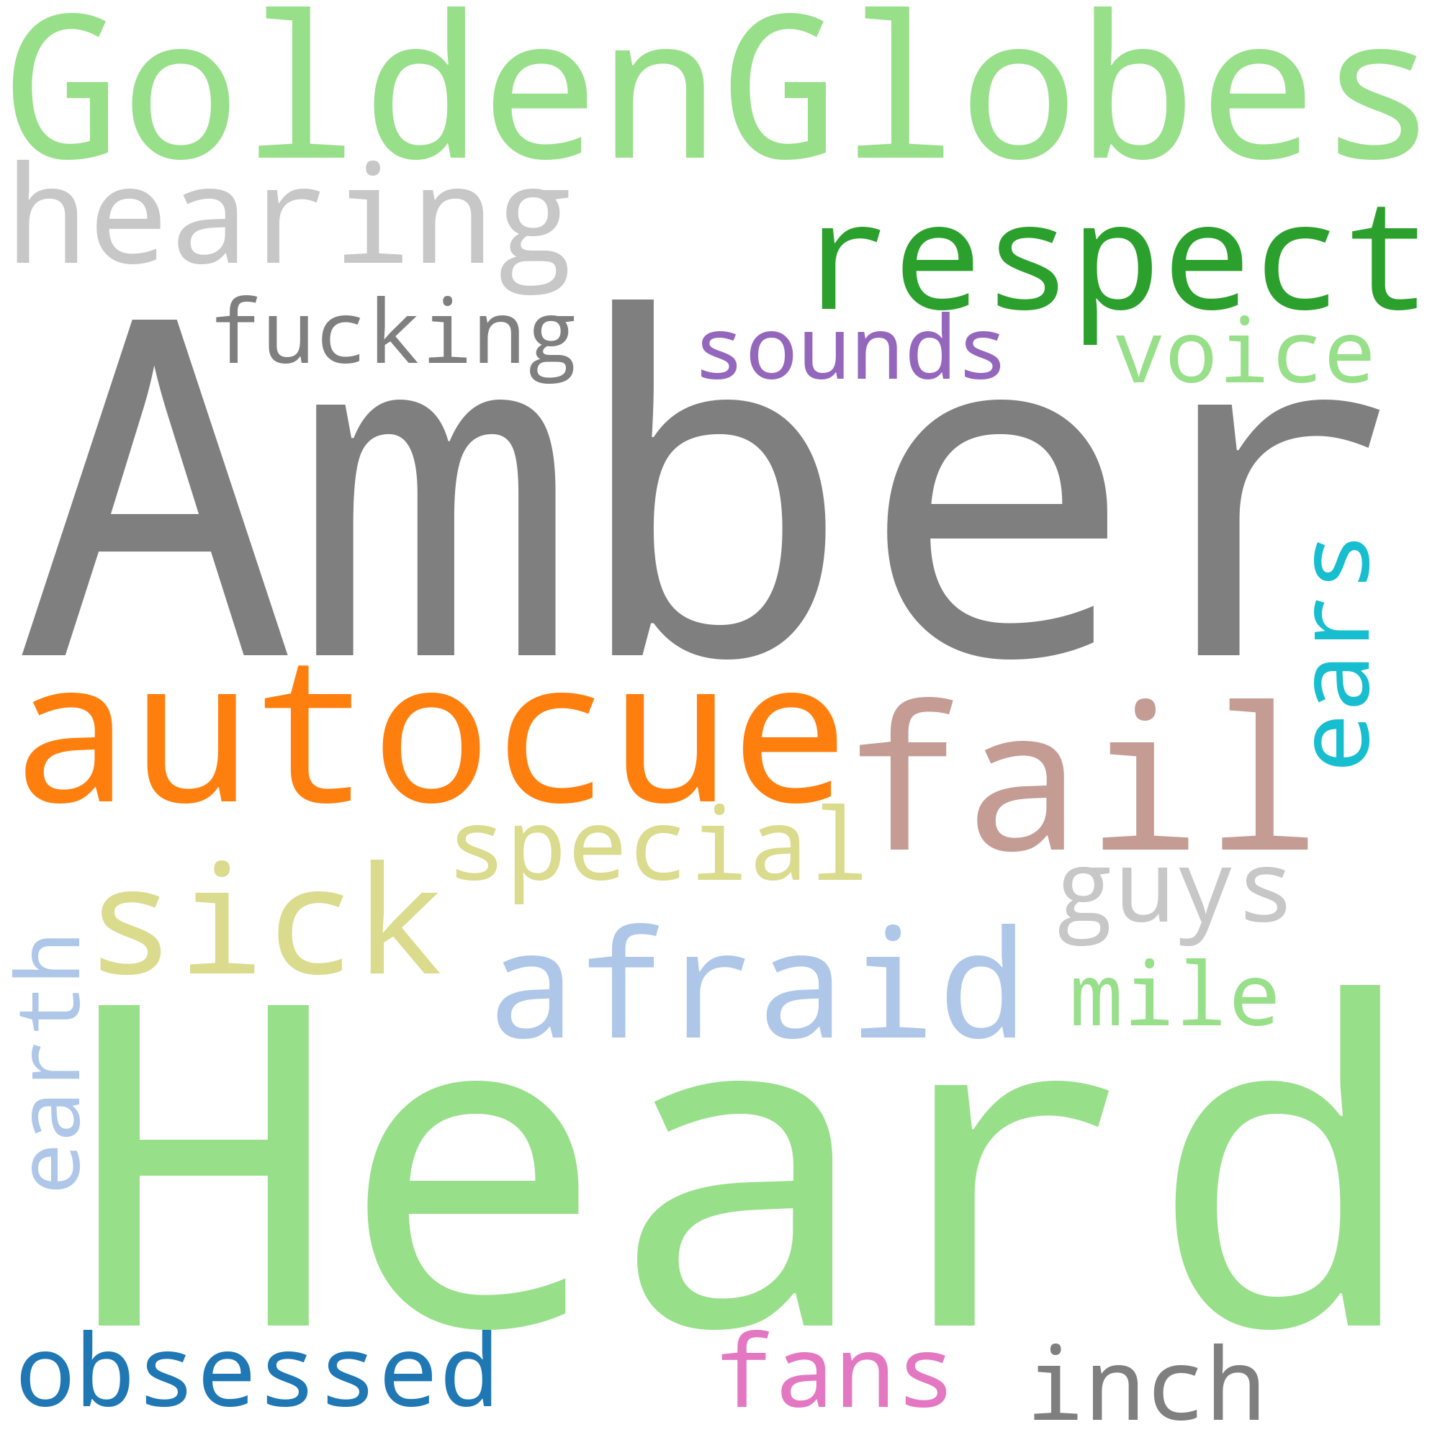 GoldenGlobes
hearing
respect
fucking
sounds
voice
Amber
ears
autocue
fail
special
guys
sick
afraid
mile
earth
Heard
obsessed
fans
inch